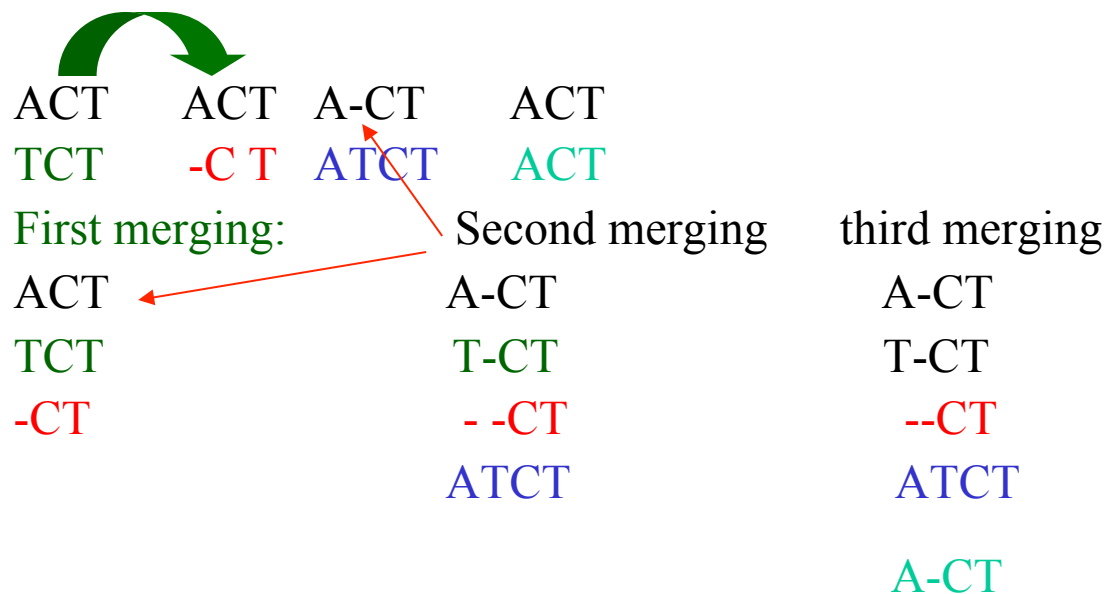 ACT ACT A-CT ACT
TCT -C T ATCT ACT
First merging: Second merging third merging
ACT A-CT A-CT
TCT T-CT T-CT
-CT - -CT --CT
ATCT ATCT
A-CT